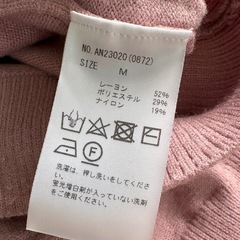 NO.AN23020(0872)
SIZE M
レーヨン 52%
ポリエステル 29%
ナイロン 19%
洗濯は、押し洗いをしてください。
蛍光増白剤が入っていない洗剤
をご使用ください。